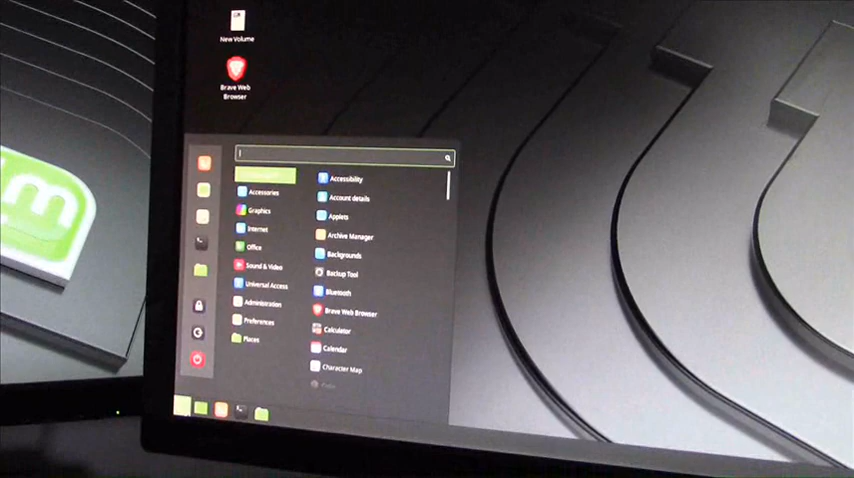 New Volume
Brave Web
Browser
Accessories
Graphics
Internet
Office
Sound & Video
Universal Access
Administration
Preferences
Places
Accessibility
Account details
Applets
Archive Manager
Backgrounds
Backup Tool
Bluetooth
Brave Web Browser
Calculator
Calendar
Character Map